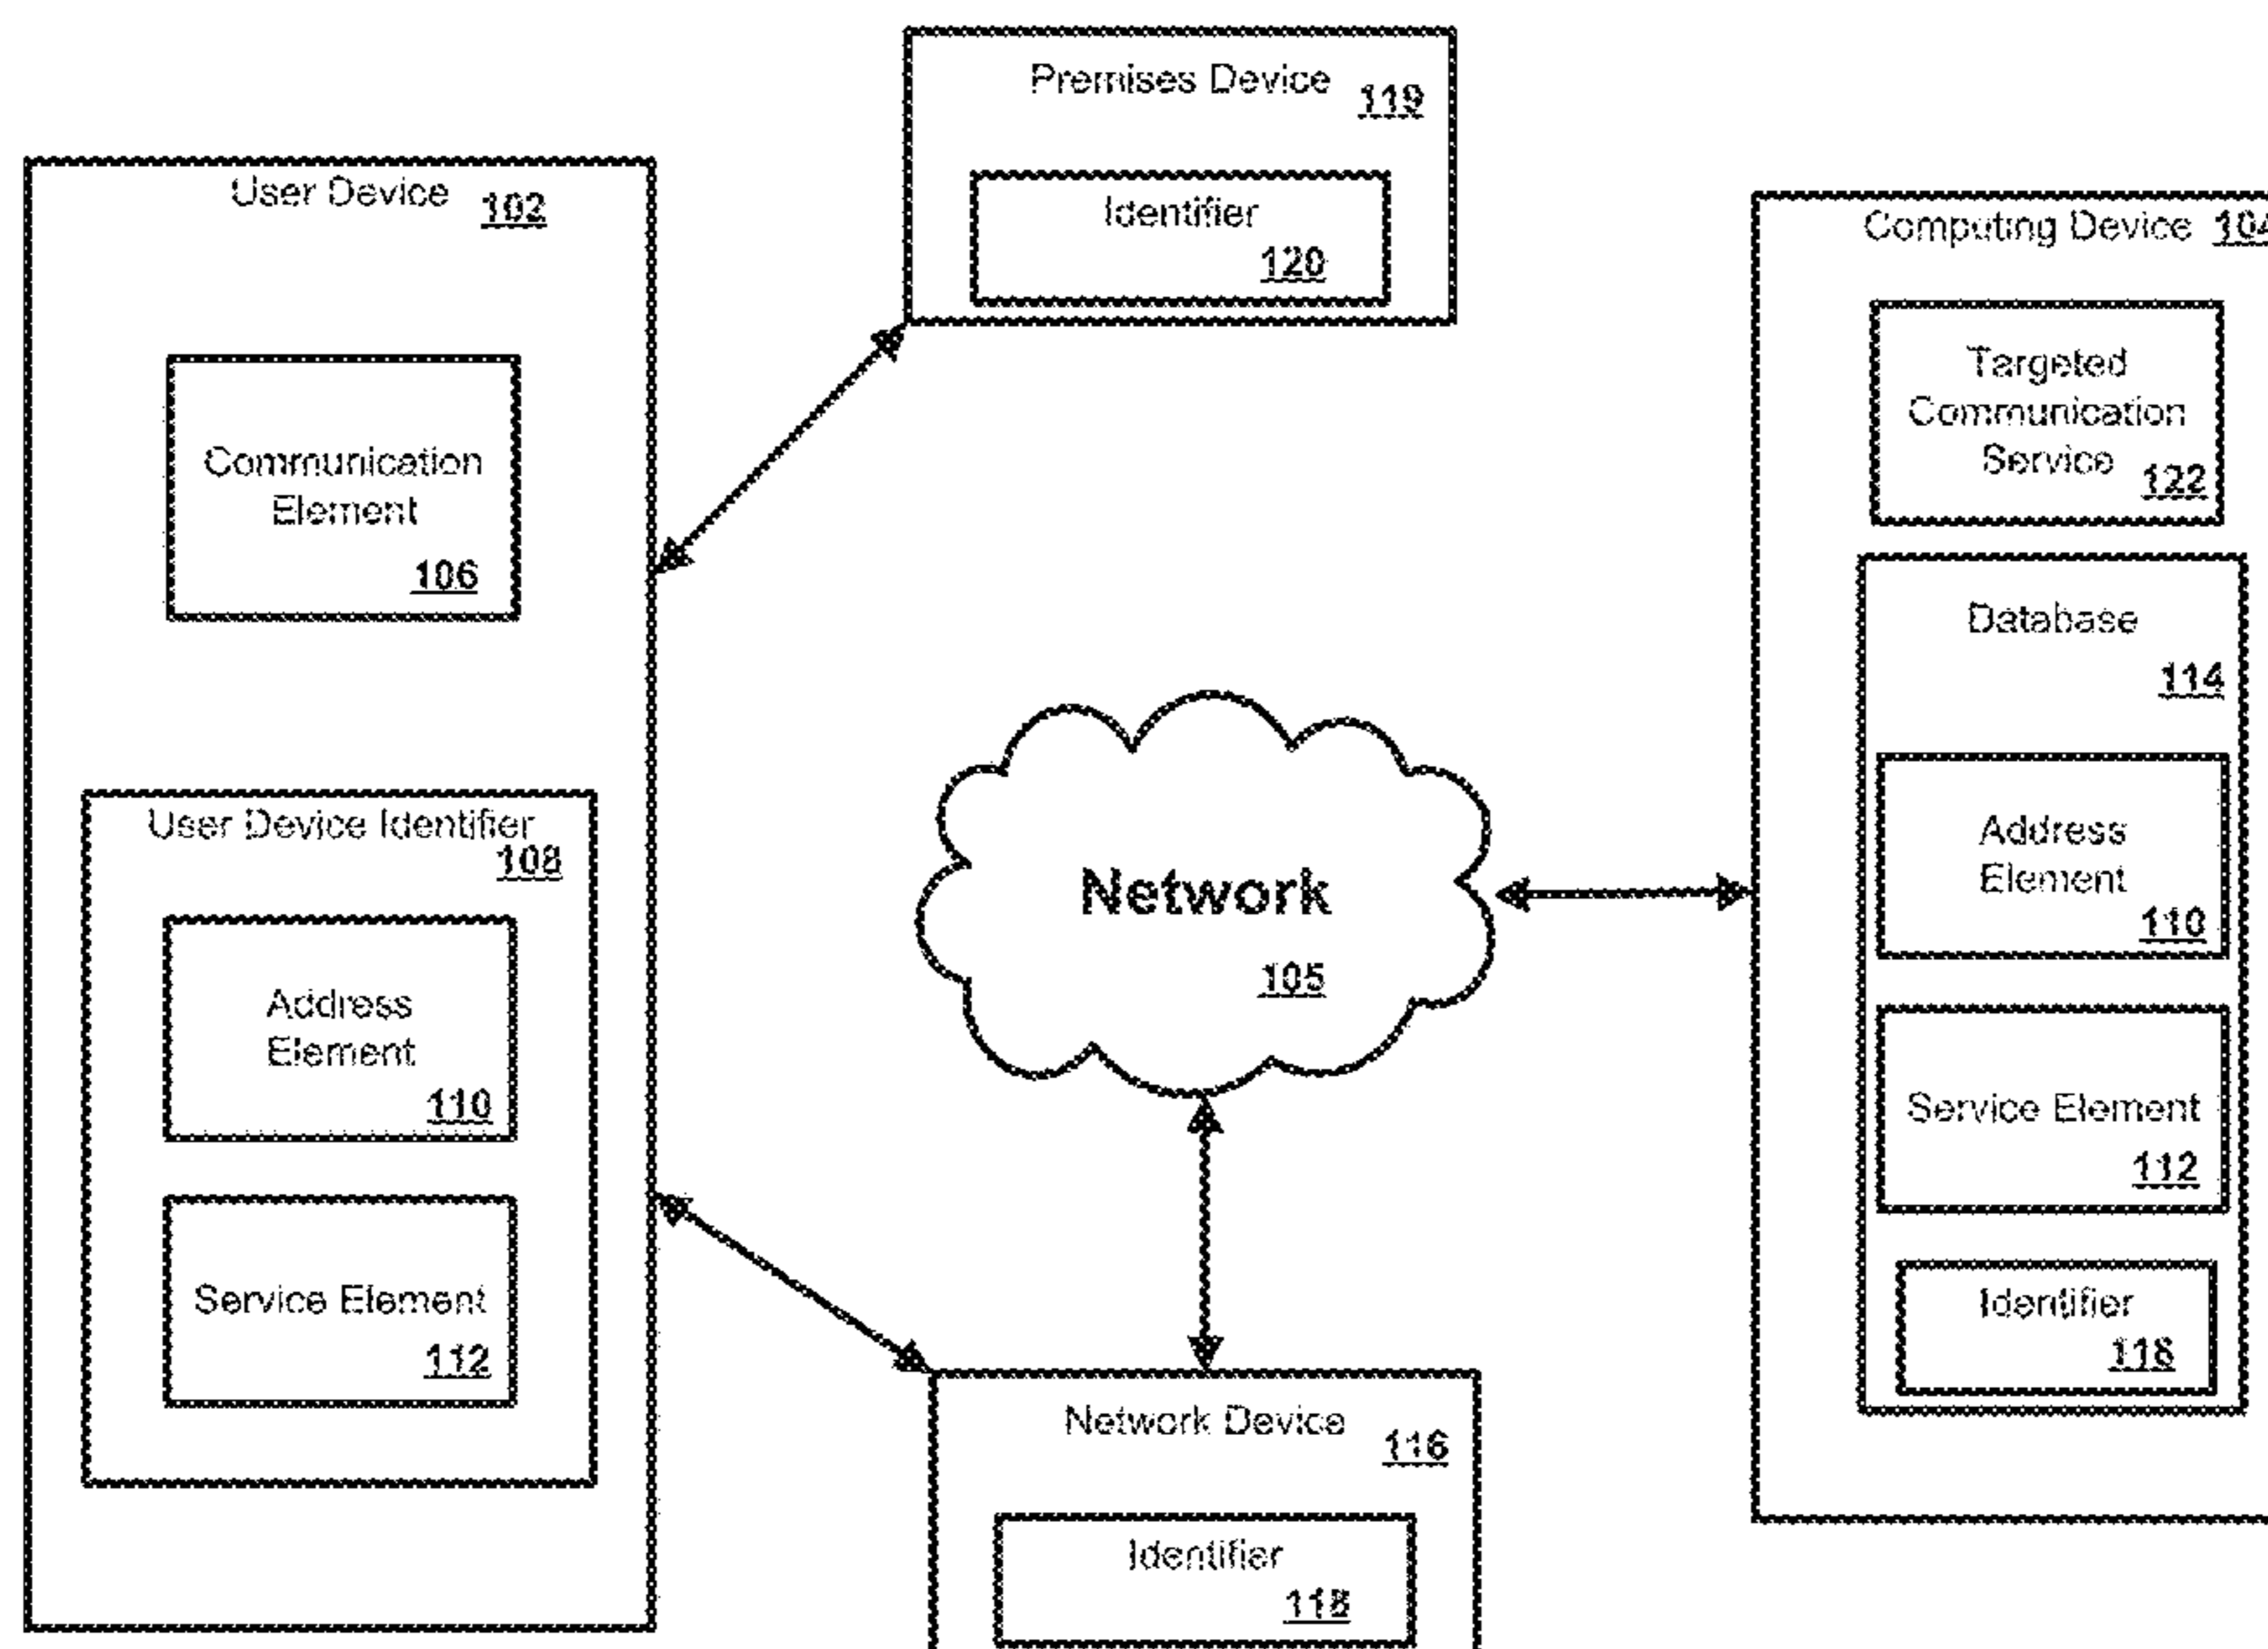 Premises Device 119
Identifier
120
User Device 102
Communication
Element
106
User Device Identifier
108
Address
Element
110
Service Element
112
Network
105
Network Device 116
Identifier
118
Computing Device 104
Targeted
Communication
Service 122
Database
114
Address
Element
110
Service Element
112
Identifier
118